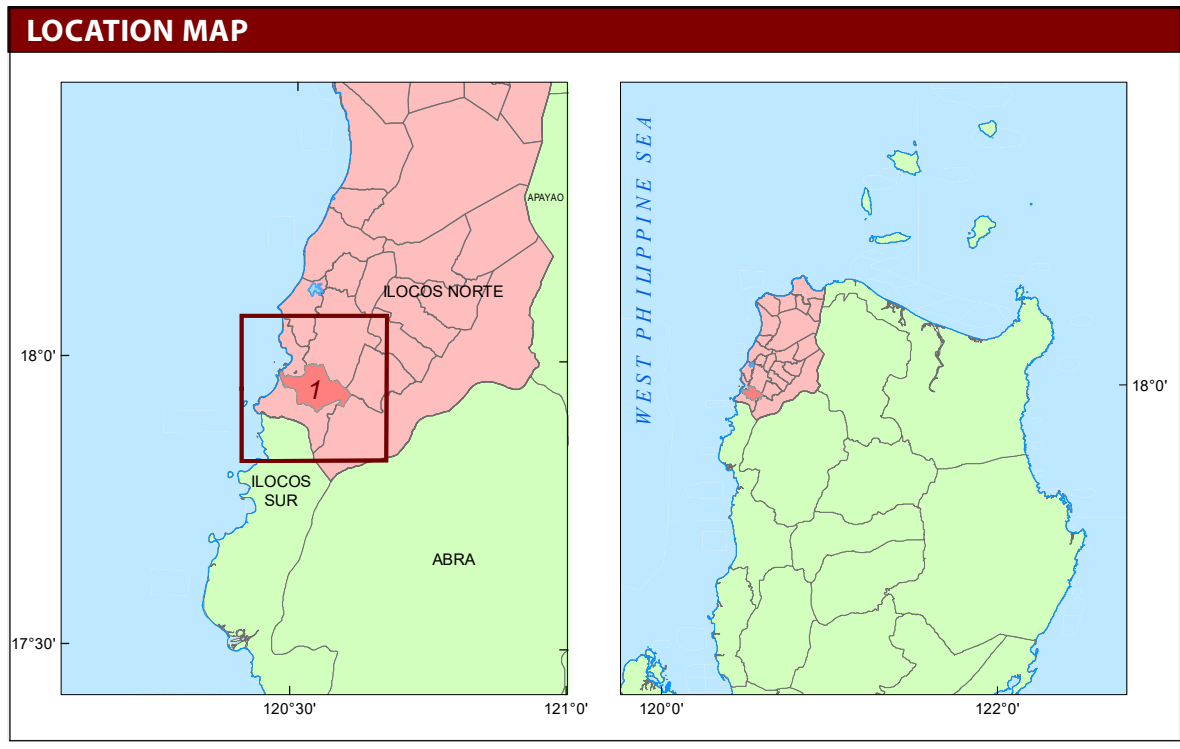 LOCATION MAP
APAYAO
ILOCOS NORTE
18°0'
1
ILOCOS
SUR
ABRA
17°30'
120°30'
121°0'
WEST PHILIPPINE SEA
18°0'
120°0'
122°0'